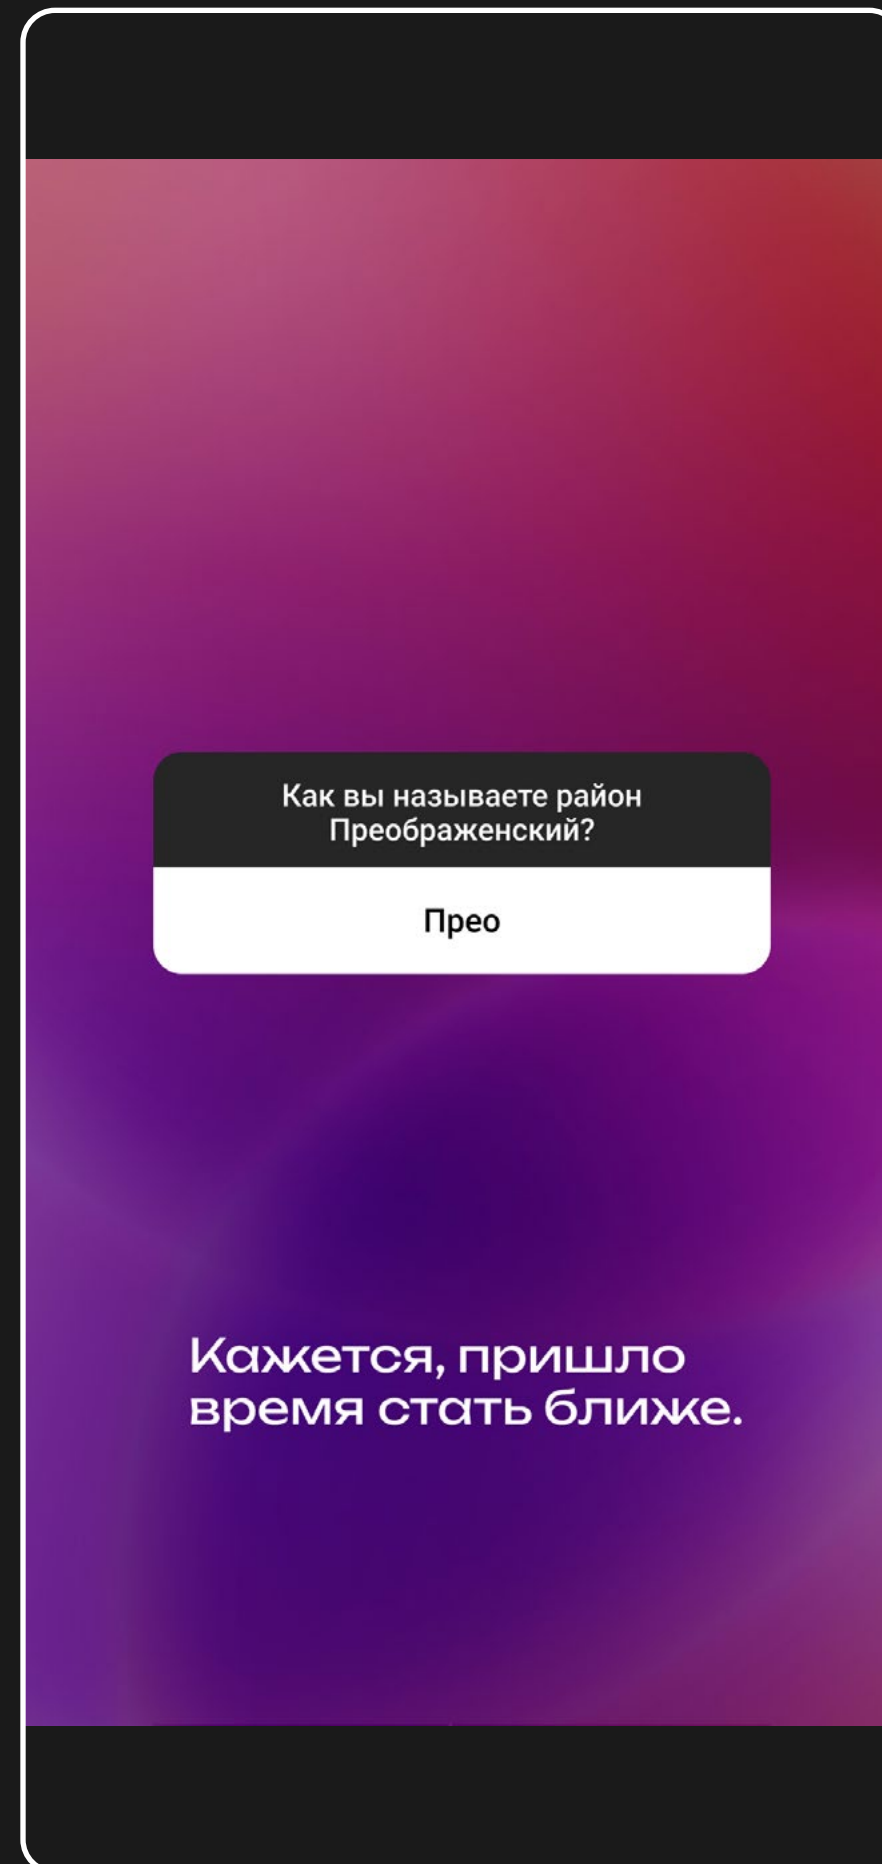 Как вы называете район
Преображенский?
Прео
Кажется, пришло
время стать ближе.